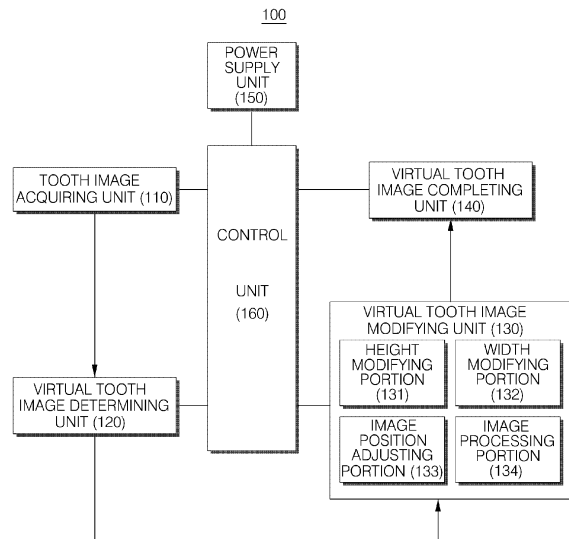 100
POWER
SUPPLY
UNIT
(150)
TOOTH IMAGE
ACQUIRING UNIT (110)
CONTROL
UNIT
(160)
VIRTUAL TOOTH
IMAGE COMPLETING
UNIT (140)
VIRTUAL TOOTH
IMAGE DETERMINING
UNIT (120)
VIRTUAL TOOTH IMAGE
MODIFYING UNIT (130)
HEIGHT
MODIFYING
PORTION
(131)
WIDTH
MODIFYING
PORTION
(132)
IMAGE
POSITION
ADJUSTING
PORTION (133)
IMAGE
PROCESSING
PORTION
(134)